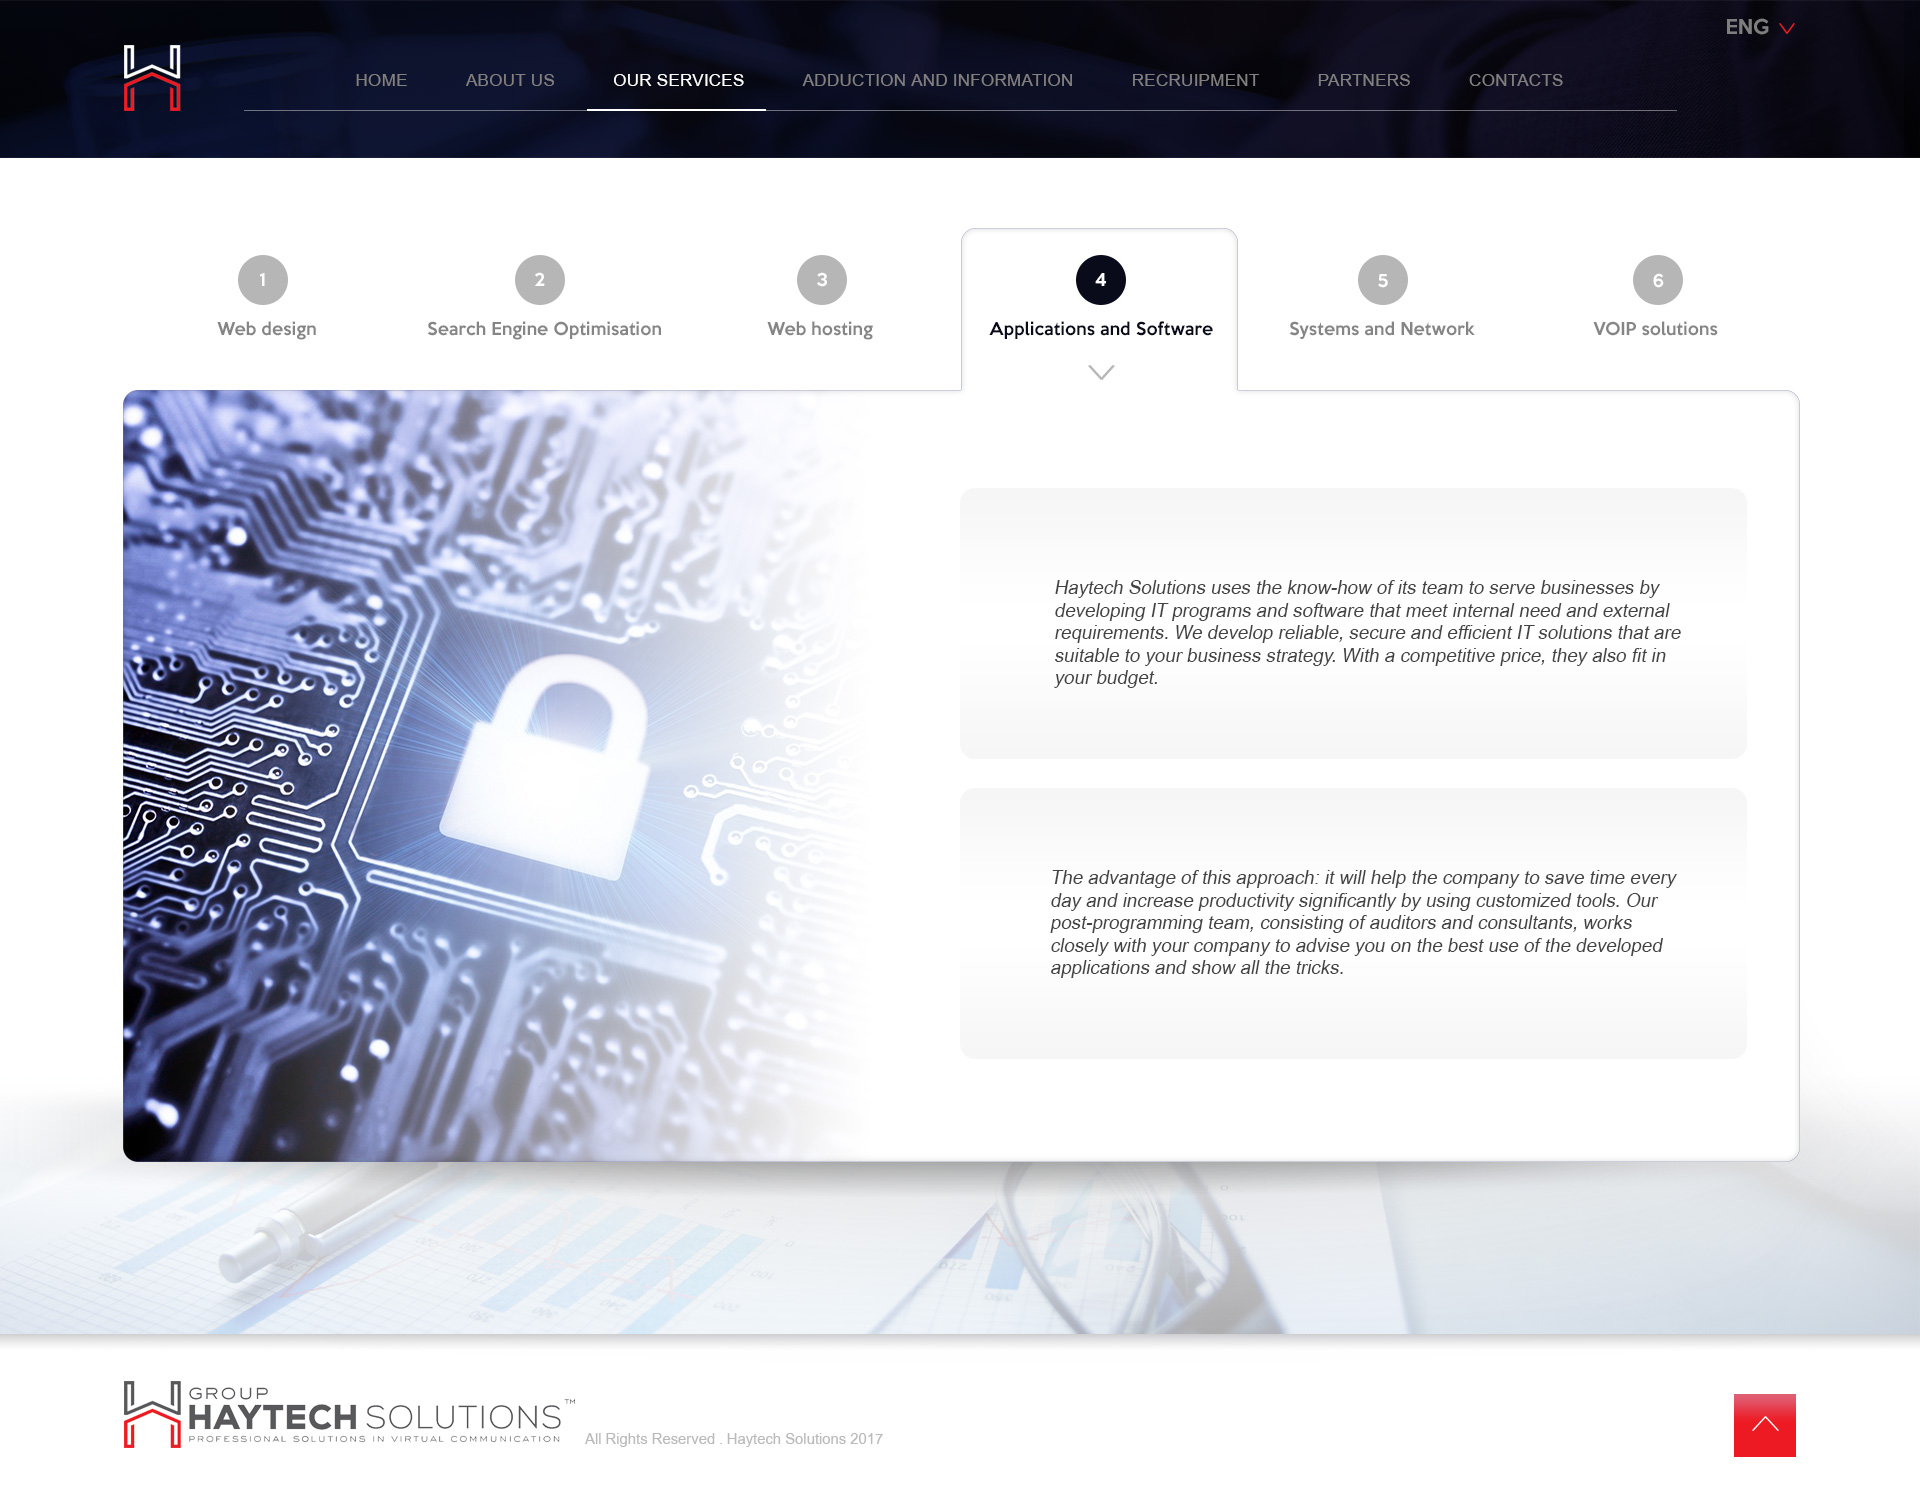 ENG
HOME ABOUT US OUR SERVICES ADDUCTION AND INFORMATION RECRUIPMENT PARTNERS CONTACTS
1 2 3 4 5 6
Web design Search Engine Optimisation Web hosting Applications and Software Systems and Network VOIP solutions
Haytech Solutions uses the know-how of its team to serve businesses by
developing IT programs and software that meet internal need and external
requirements. We develop reliable, secure and efficient IT solutions that are
suitable to your business strategy. With a competitive price, they also fit in
your budget.
The advantage of this approach: it will help the company to save time every
day and increase productivity significantly by using customized tools. Our
post-programming team, consisting of auditors and consultants, works
closely with your company to advise you on the best use of the developed
applications and show all the tricks.
GROUP
HAYTECH SOLUTIONS™
PROFESSIONAL SOLUTIONS IN VIRTUAL COMMUNICATION
All Rights Reserved . Haytech Solutions 2017